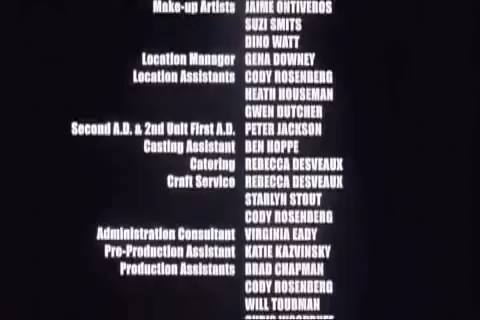 Make-up Artists JAIME ONTIVEROS
SUZI SMITS
DINO WATT
Location Manager GENA DOWNEY
Location Assistants CODY ROSENBERG
HEATH HOUSEMAN
GWEN DUTCHER
Second A.D. & 2nd Unit First A.D. PETER JACKSON
Casting Assistant BEN HOPPE
Catering REBECCA DESVEAUX
Craft Service REBECCA DESVEAUX
STARLYN STOUT
CODY ROSENBERG
Administration Consultant VIRGINIA EADY
Pre-Production Assistant KATIE KAZVINSKY
Production Assistants BRAD CHAPMAN
CODY ROSENBERG
WILL TOUDMAN